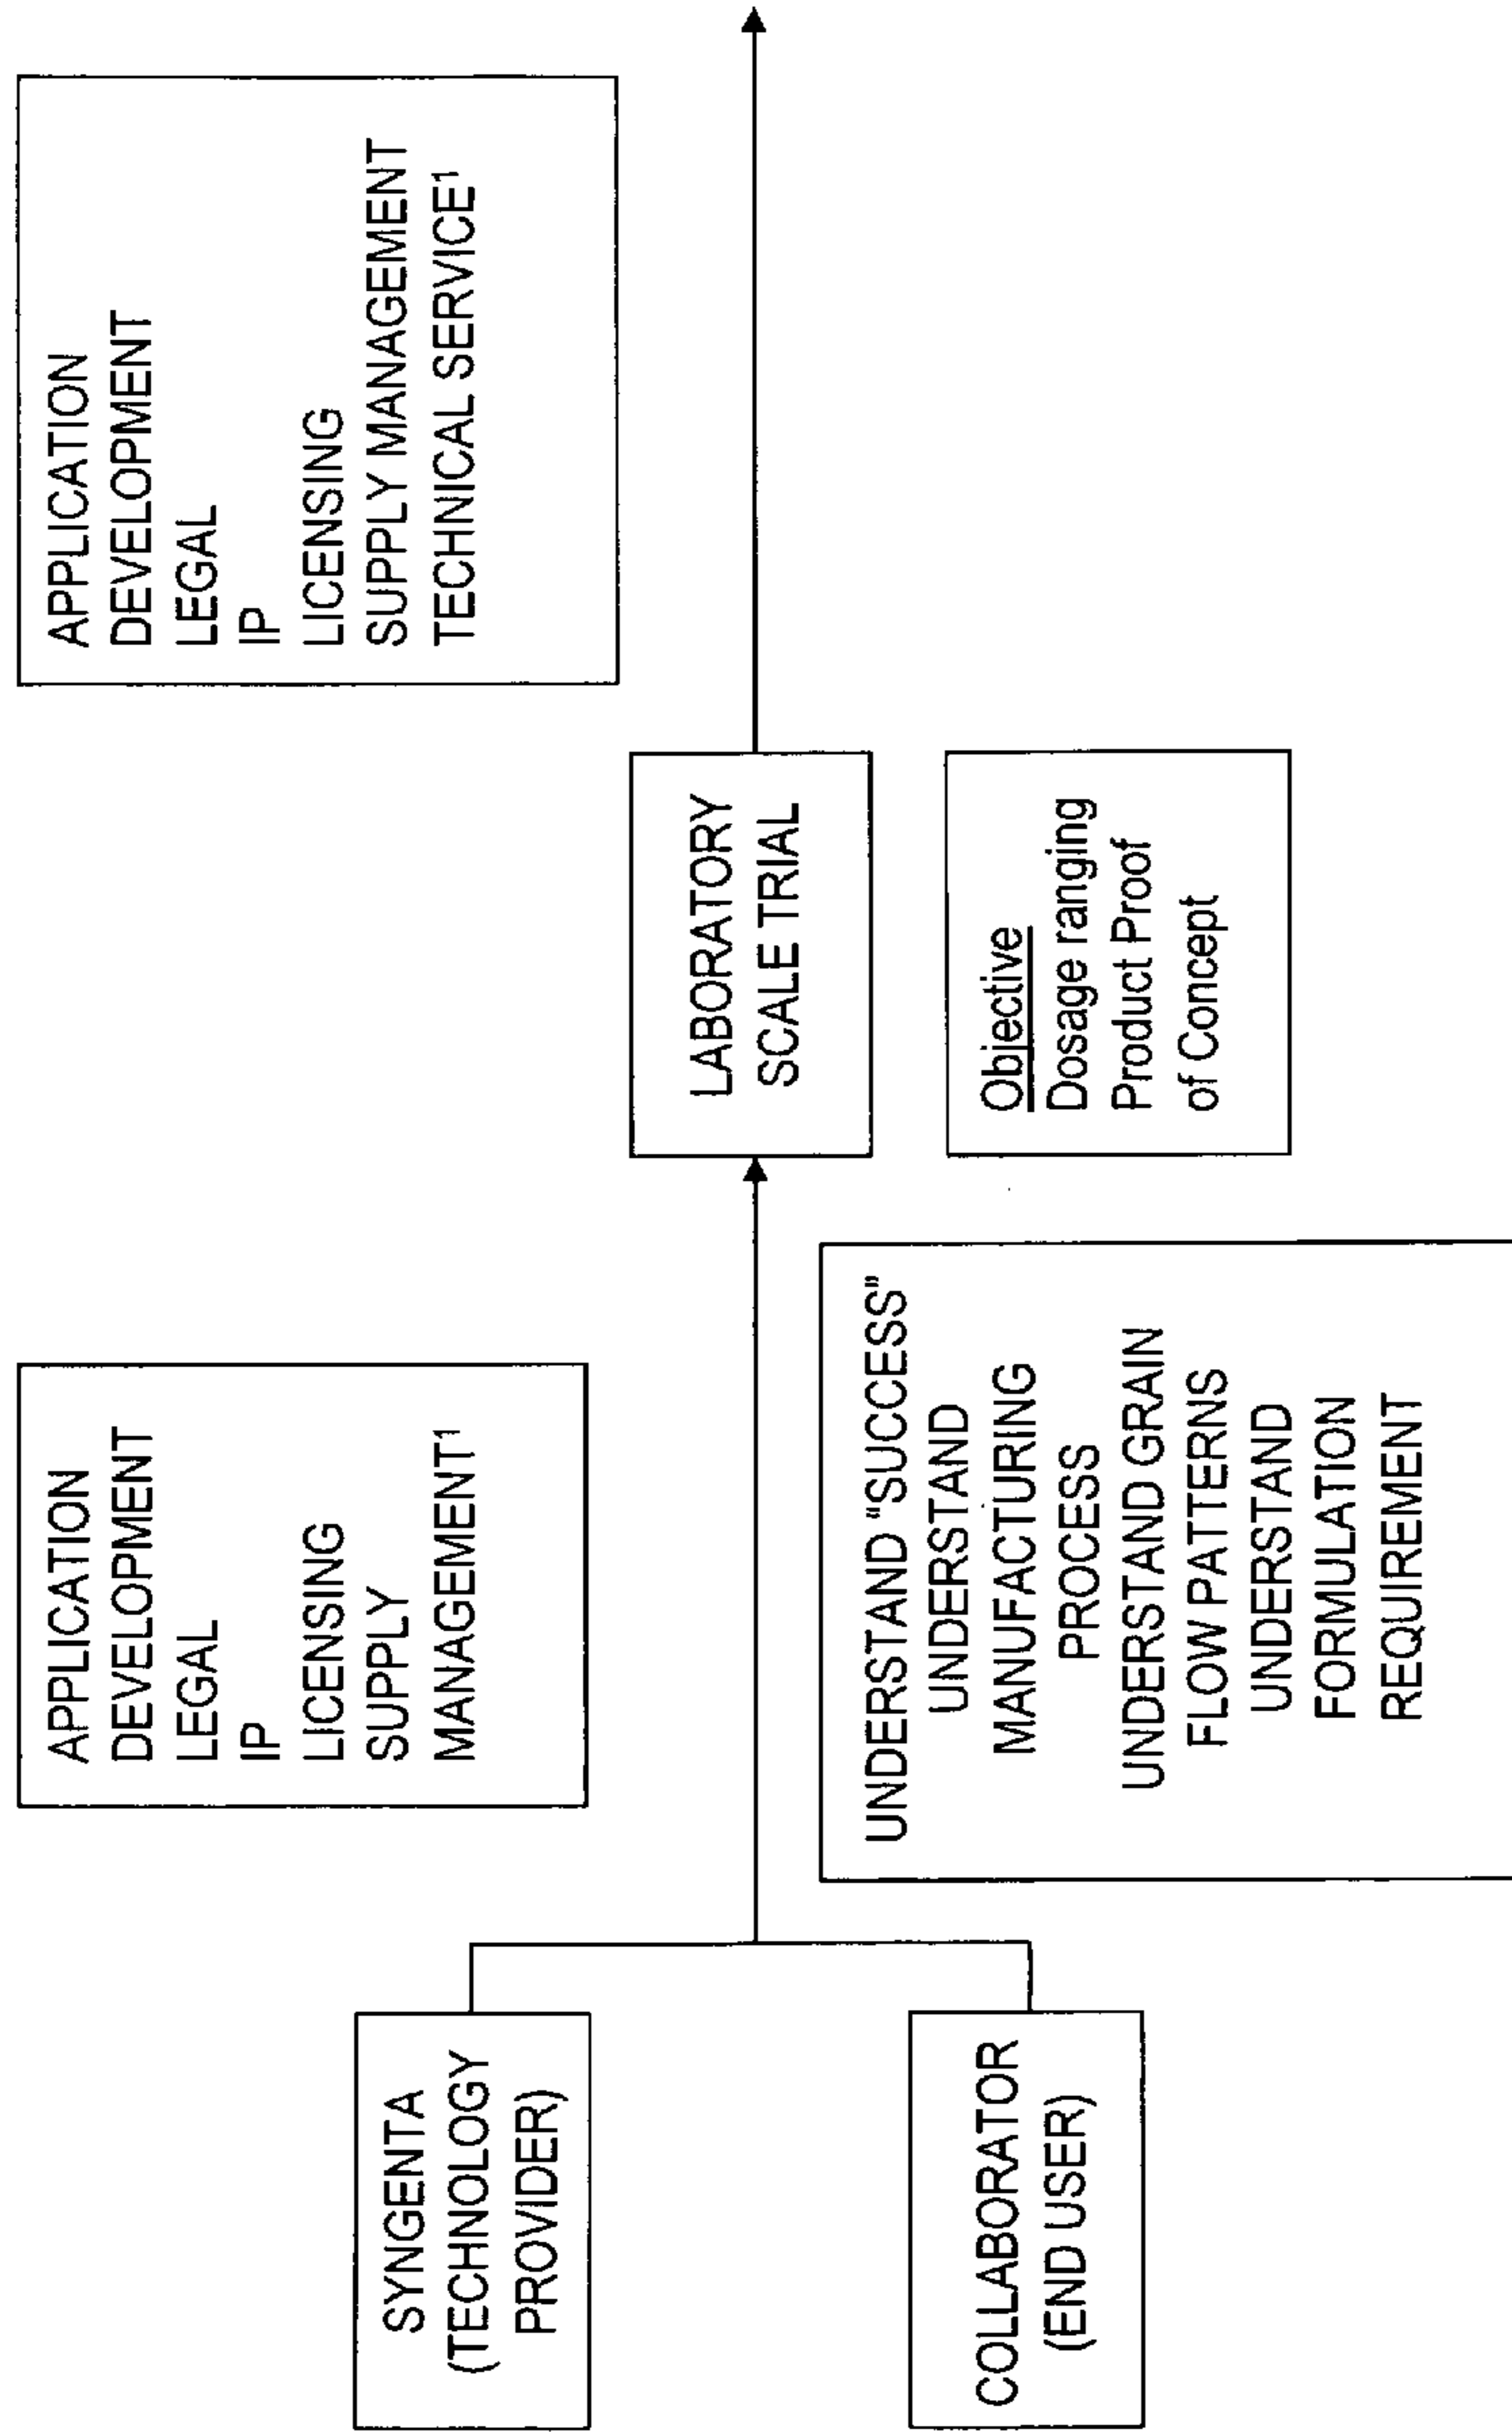 SYNGENTA
(TECHNOLOGY
PROVIDER)
COLLABORATOR
(END USER)
APPLICATION
DEVELOPMENT
LEGAL
IP
LICENSING
SUPPLY
MANAGEMENT¹
UNDERSTAND "SUCCESS"
UNDERSTAND
MANUFACTURING
PROCESS
UNDERSTAND GRAIN
FLOW PATTERNS
UNDERSTAND
FORMULATION
REQUIREMENT
LABORATORY
SCALE TRIAL
Objective
Dosage ranging
Product Proof
of Concept
APPLICATION
DEVELOPMENT
LEGAL
IP
LICENSING
SUPPLY MANAGEMENT
TECHNICAL SERVICE¹